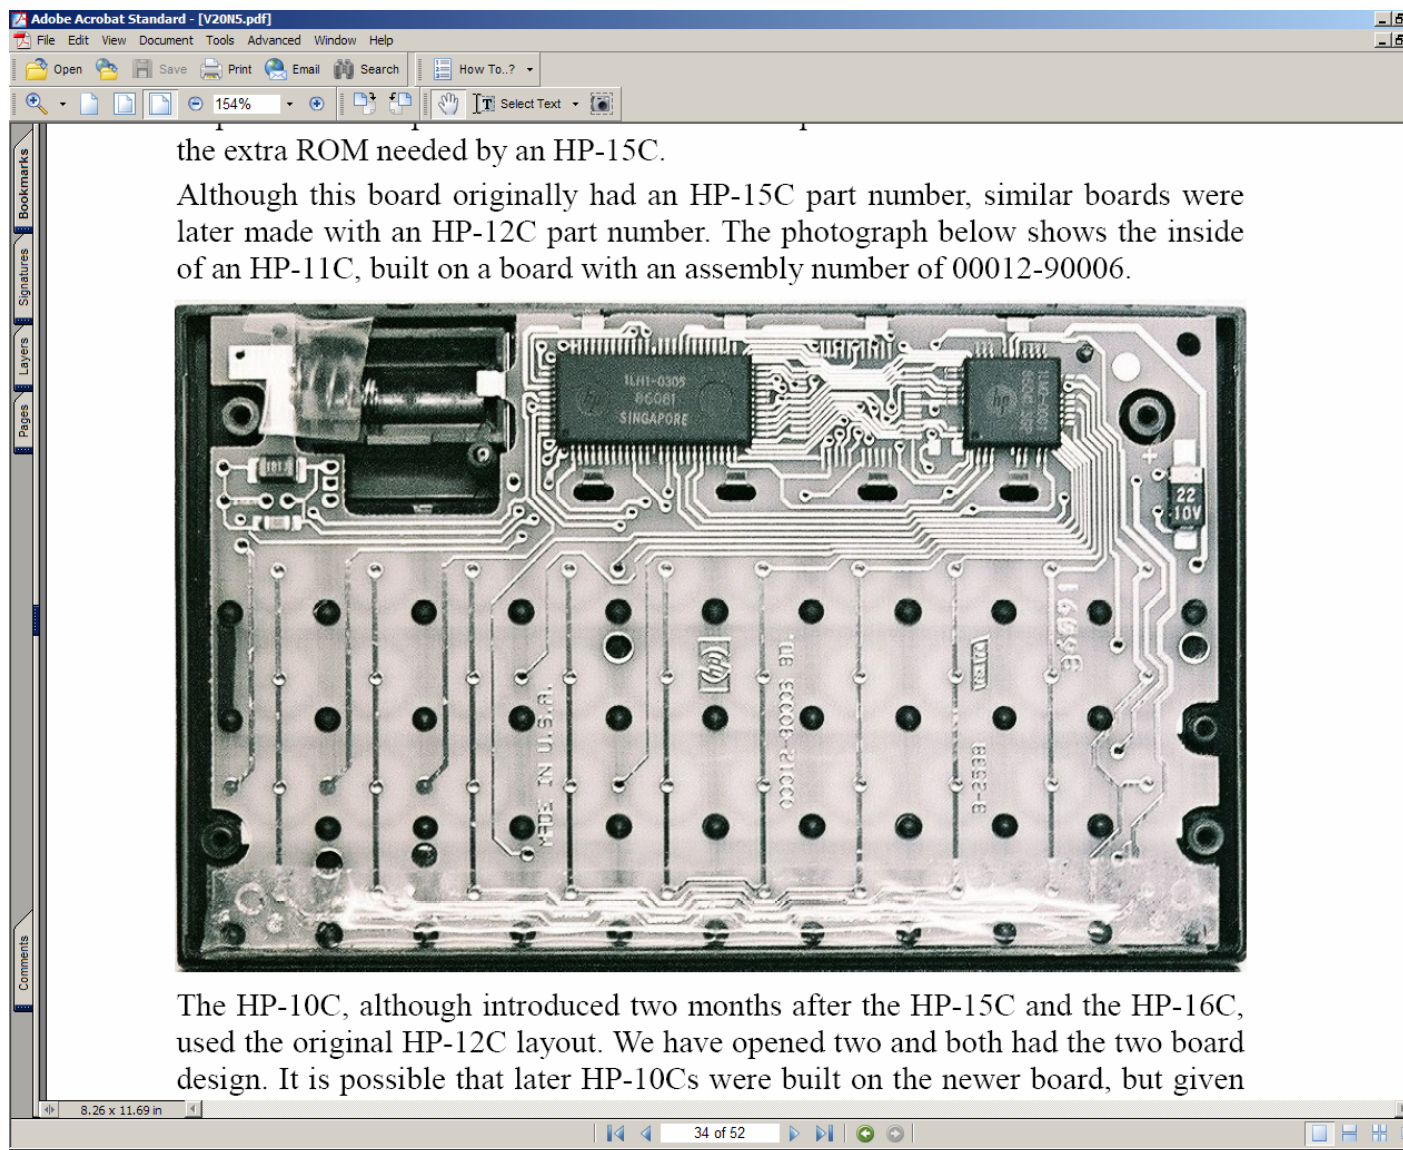 Adobe Acrobat Standard - [V20N5.pdf]
File Edit View Document Tools Advanced Window Help
Open Save Print Email Search How To..?
154% Select Text
Bookmarks
Signatures
Layers
Pages
Comments
the extra ROM needed by an HP-15C.
Although this board originally had an HP-15C part number, similar boards were
later made with an HP-12C part number. The photograph below shows the inside
of an HP-11C, built on a board with an assembly number of 00012-90006.
1LH1-0305
86081
SINGAPORE
hp
hp
22
10V
hp
MADE IN U.S.A.
B-2588
The HP-10C, although introduced two months after the HP-15C and the HP-16C,
used the original HP-12C layout. We have opened two and both had the two board
design. It is possible that later HP-10Cs were built on the newer board, but given
8.26 x 11.69 in
34 of 52